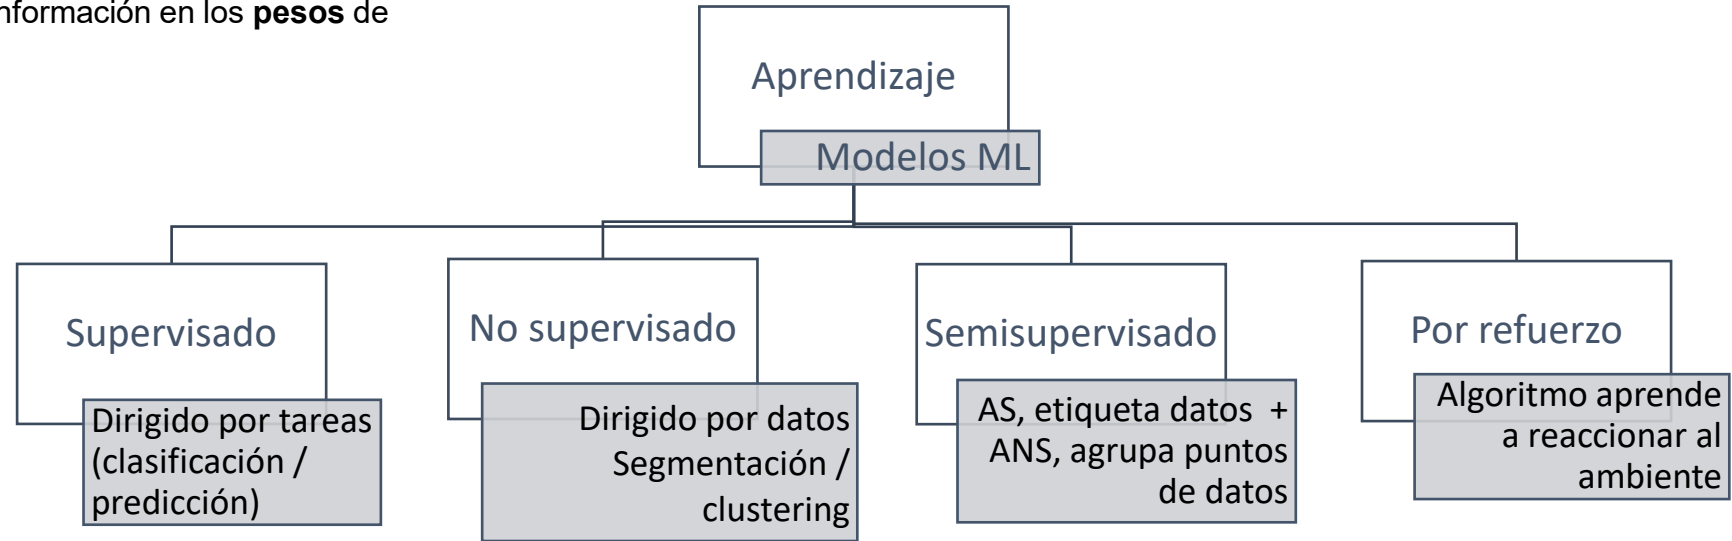 nformación en los pesos de
Aprendizaje
Modelos ML
Supervisado
Dirigido por tareas
(clasificación /
predicción)
No supervisado
Dirigido por datos
Segmentación /
clustering
Semisupervisado
AS, etiqueta datos +
ANS, agrupa puntos
de datos
Por refuerzo
Algoritmo aprende
a reaccionar al
ambiente